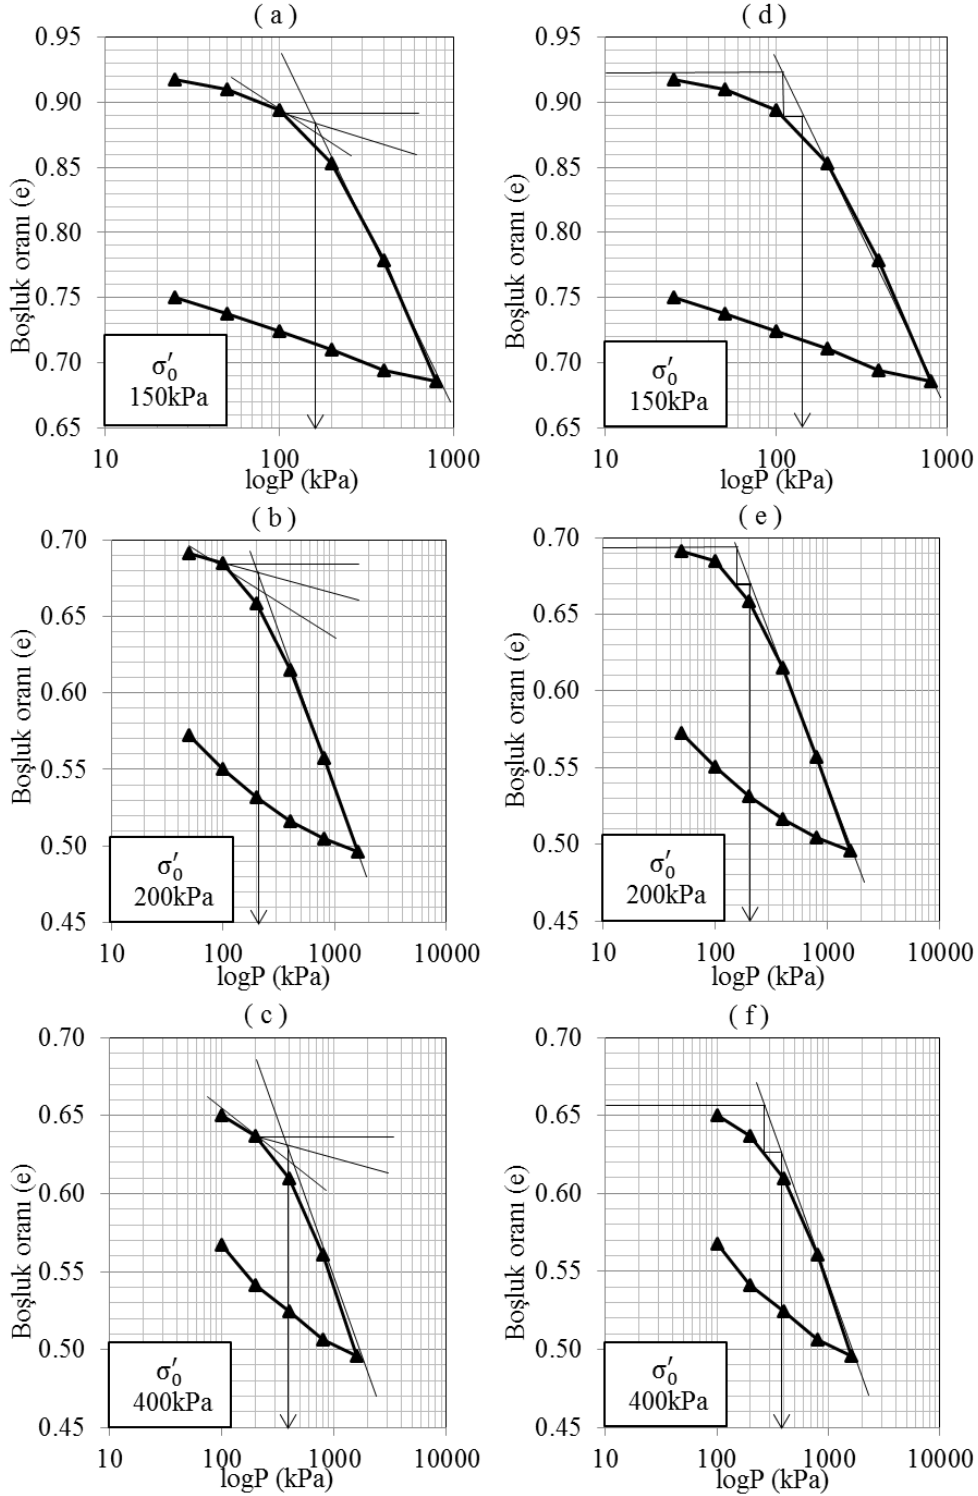 ( a )
0.95
0.90
0.85
0.80
0.75
0.70
0.65
Boşluk oranı (e)
σ′0
150kPa
10 100 1000
logP (kPa)
( d )
0.95
0.90
0.85
0.80
0.75
0.70
0.65
Boşluk oranı (e)
σ′0
150kPa
10 100 1000
logP (kPa)
( b )
0.70
0.65
0.60
0.55
0.50
0.45
Boşluk oranı (e)
σ′0
200kPa
10 100 1000 10000
logP (kPa)
( e )
0.70
0.65
0.60
0.55
0.50
0.45
Boşluk oranı (e)
σ′0
200kPa
10 100 1000 10000
logP (kPa)
( c )
0.70
0.65
0.60
0.55
0.50
0.45
Boşluk oranı (e)
σ′0
400kPa
10 100 1000 10000
logP (kPa)
( f )
0.70
0.65
0.60
0.55
0.50
0.45
Boşluk oranı (e)
σ′0
400kPa
10 100 1000 10000
logP (kPa)